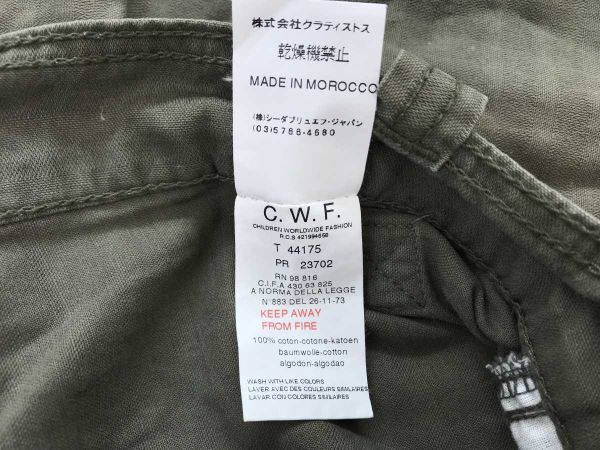 株式会社クラティストス
乾燥機禁止
MADE IN MOROCCO
(株)シーダブリュエフ・ジャパン
(03)5766-4680
C. W. F.
CHILDREN WORLDWIDE FASHION
R.C.B 421994658
T 44175
PR 23702
RN 98 816
C.I.F.A 430 63 825
A NORMA DELLA LEGGE
N°883 DEL 26-11-73
KEEP AWAY
FROM FIRE
100% coton-cotone-katoen
baumwolle-cotton
algodon-algodao
WASH WITH LIKE COLORS
LAVER AVEC DES COULEURS SIMILAIRES
LAVAR CON COLORES SIMILARES